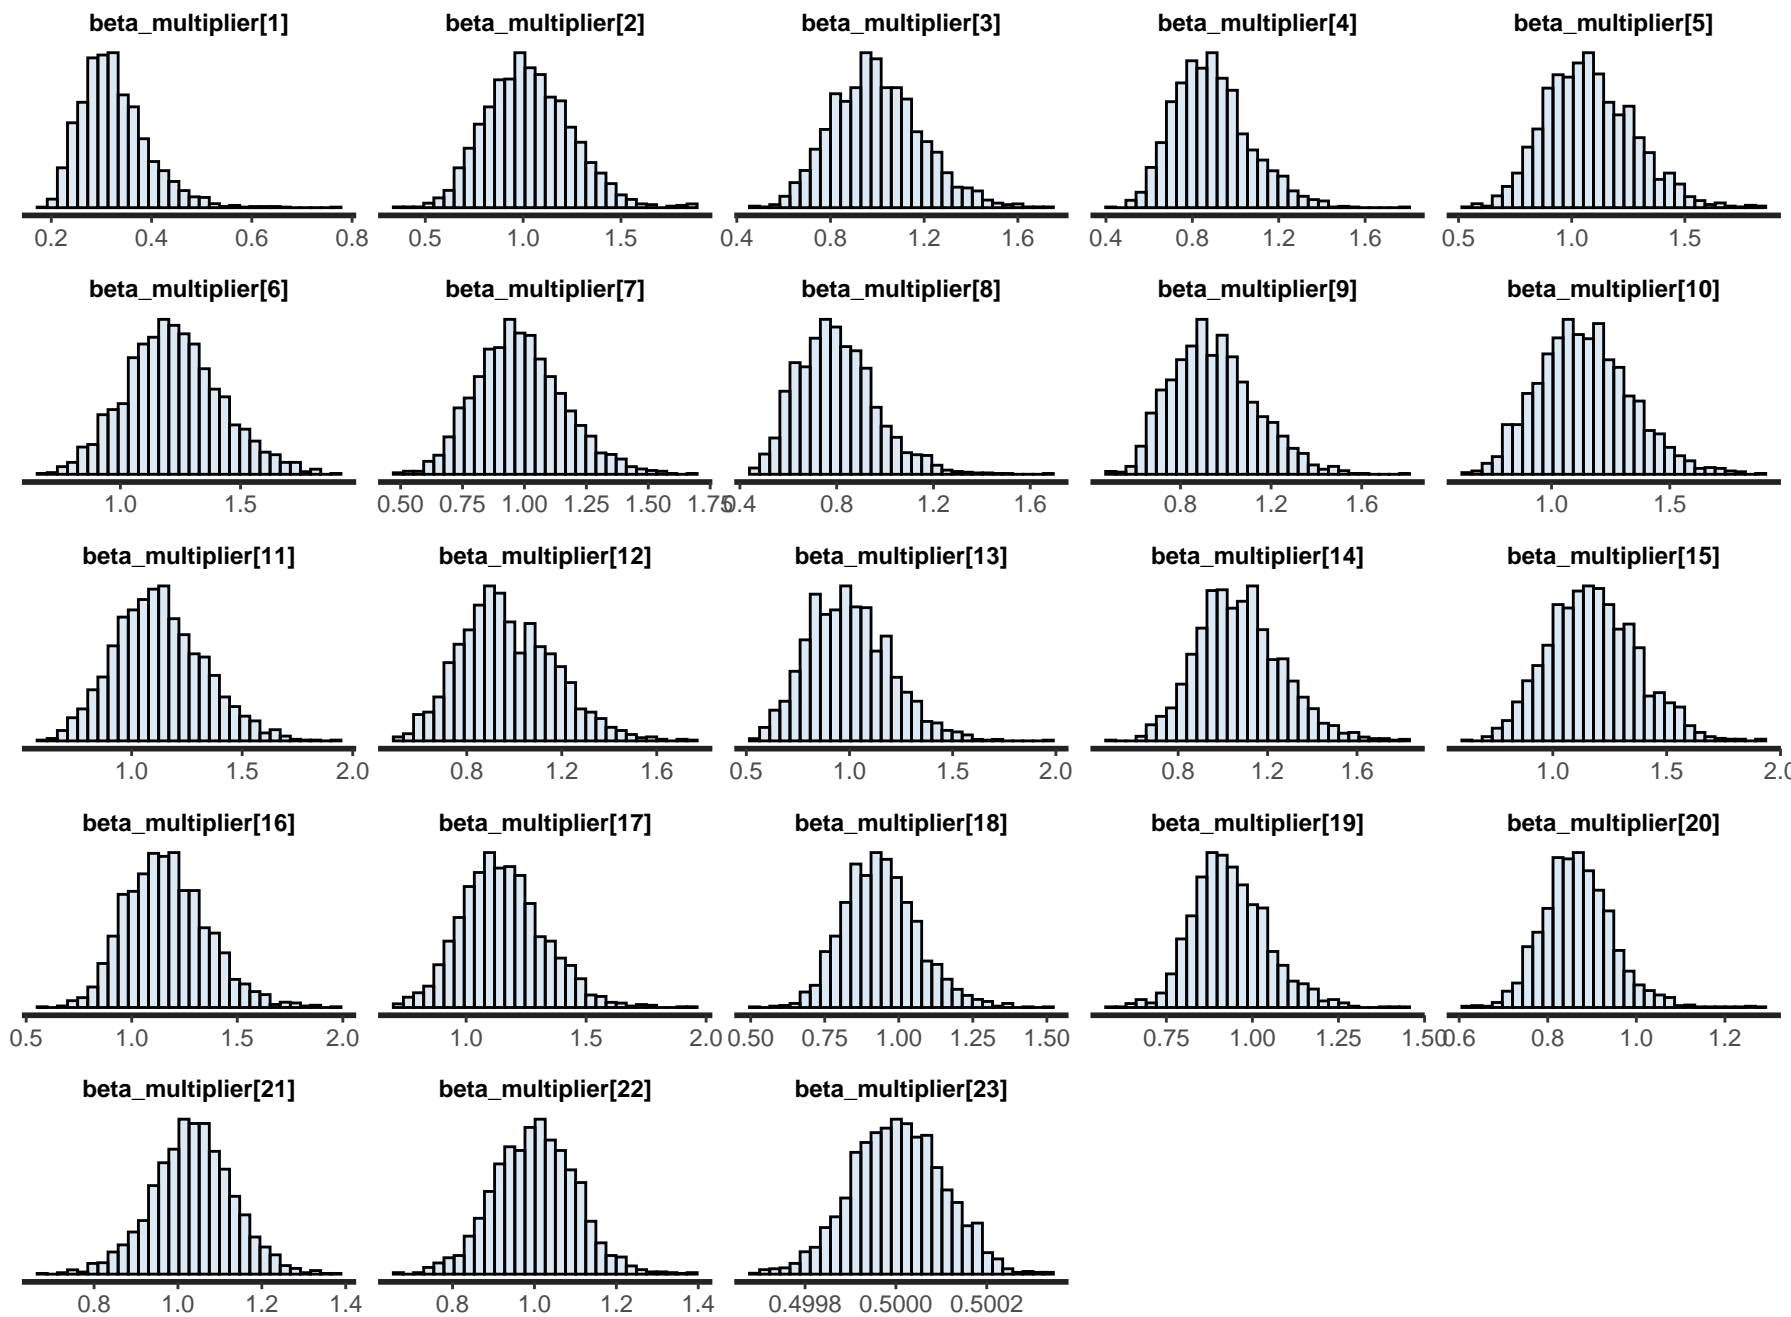 beta_multiplier[1] beta_multiplier[2] beta_multiplier[3] beta_multiplier[4] beta_multiplier[5]
0.2 0.4 0.6 0.8 0.5 1.0 1.5 0.4 0.8 1.2 1.6 0.4 0.8 1.2 1.6 0.5 1.0 1.5
beta_multiplier[6] beta_multiplier[7] beta_multiplier[8] beta_multiplier[9] beta_multiplier[10]
1.0 1.5 0.50 0.75 1.00 1.25 1.50 1.75 0.4 0.8 1.2 1.6 0.8 1.2 1.6 1.0 1.5
beta_multiplier[11] beta_multiplier[12] beta_multiplier[13] beta_multiplier[14] beta_multiplier[15]
1.0 1.5 2.0 0.8 1.2 1.6 0.5 1.0 1.5 2.0 0.8 1.2 1.6 1.0 1.5 2.0
beta_multiplier[16] beta_multiplier[17] beta_multiplier[18] beta_multiplier[19] beta_multiplier[20]
0.5 1.0 1.5 2.0 1.0 1.5 2.0 0.50 0.75 1.00 1.25 1.50 0.75 1.00 1.25 1.50 0.6 0.8 1.0 1.2
beta_multiplier[21] beta_multiplier[22] beta_multiplier[23]
0.8 1.0 1.2 1.4 0.8 1.0 1.2 1.4 0.4998 0.5000 0.5002